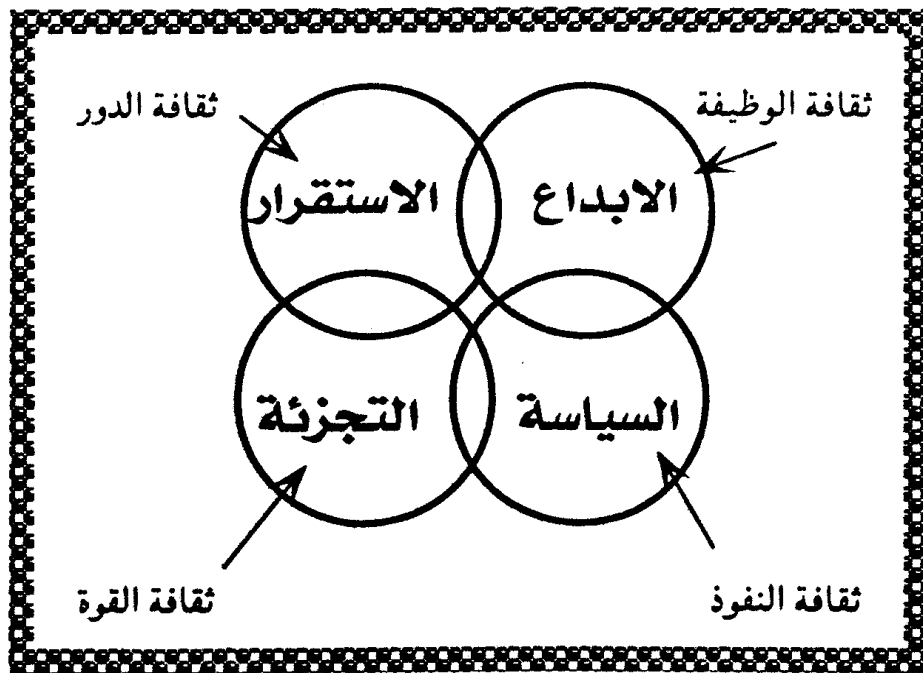 ثقافة الوظيفة
ثقافة الدور
الابداع
الاستقرار
السياسة
التجزئة
ثقافة النفوذ
ثقافة القوة